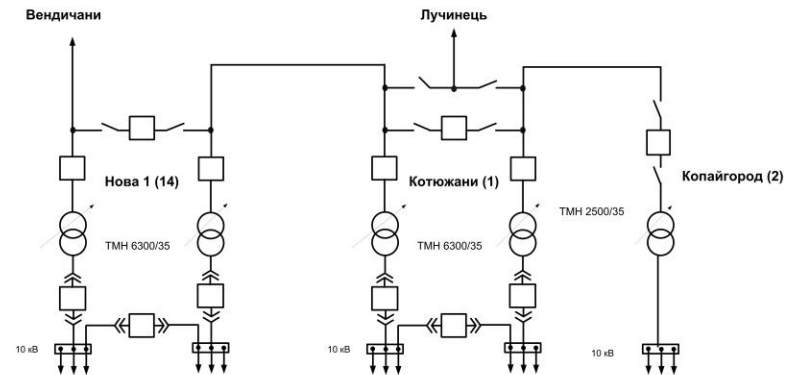 Вендичани
Лучинець
Нова 1 (14)
Котюжани (1)
Копайгород (2)
ТМН 2500/35
ТМН 6300/35
ТМН 6300/35
10 кВ
10 кВ
10 кВ